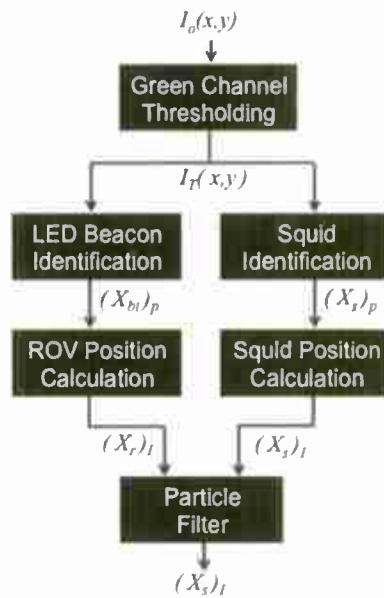 I_o(x,y)
Green Channel
Thresholding
I_T(x,y)
LED Beacon
Identification
Squid
Identification
(X_bi)_p
(X_s)_p
ROV Position
Calculation
Squid Position
Calculation
(X_r)_I
(X_s)_I
Particle
Filter
(X_s)_I